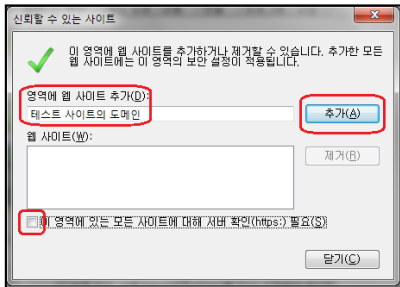 신뢰할 수 있는 사이트
이 영역에 웹 사이트를 추가하거나 제거할 수 있습니다. 추가한 모든
웹 사이트에는 이 영역의 보안 설정이 적용됩니다.
영역에 웹 사이트 추가(D):
테스트 사이트의 도메인
추가(A)
웹 사이트(W):
제거(R)
이 영역에 있는 모든 사이트에 대해 서버 확인(https:) 필요(S)
닫기(C)